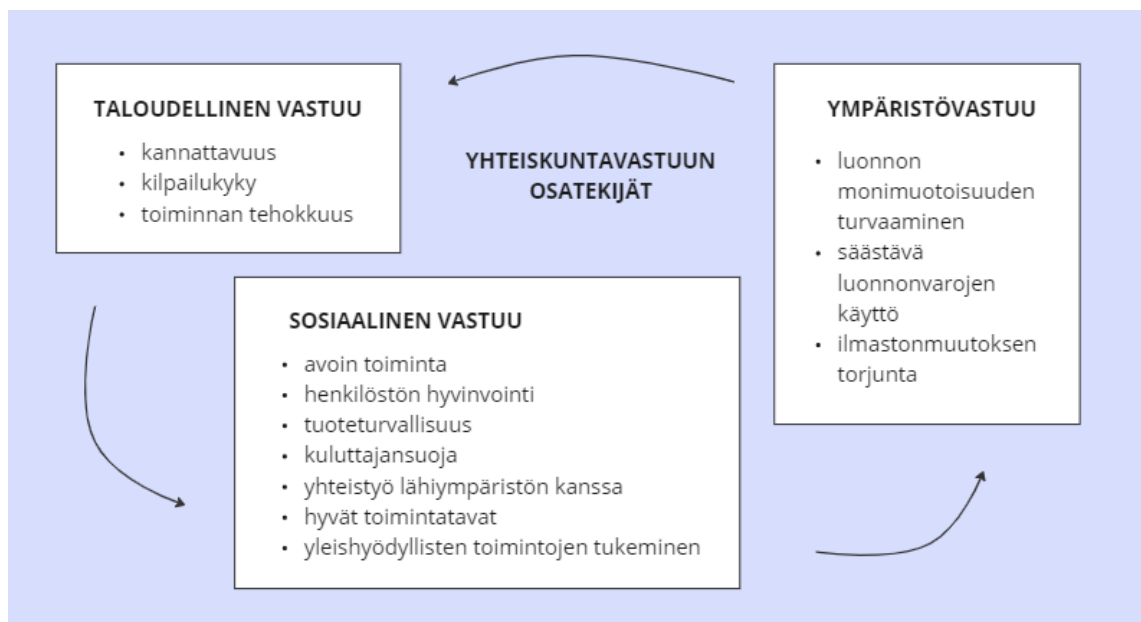 TALOUDELLINEN VASTUU
• kannattavuus
• kilpailukyky
• toiminnan tehokkuus
YHTEISKUNTAVASTUUN
OSATEKIJÄT
YMPÄRISTÖVASTUU
• luonnon
monimuotoisuuden
turvaaminen
• säästävä
luonnonvarojen
käyttö
• ilmastonmuutoksen
torjunta
SOSIAALINEN VASTUU
• avoin toiminta
• henkilöstön hyvinvointi
• tuoteturvallisuus
• kuluttajansuoja
• yhteistyö lähiympäristön kanssa
• hyvät toimintatavat
• yleishyödyllisten toimintojen tukeminen